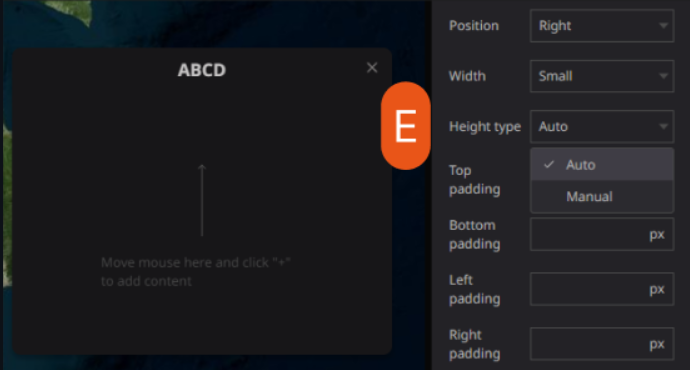 ABCD
×
E
Move mouse here and click "+"
to add content
Position
Right
Width
Small
Height type
Auto
✓ Auto
Manual
Top
padding
Bottom
padding
px
Left
padding
px
Right
padding
px